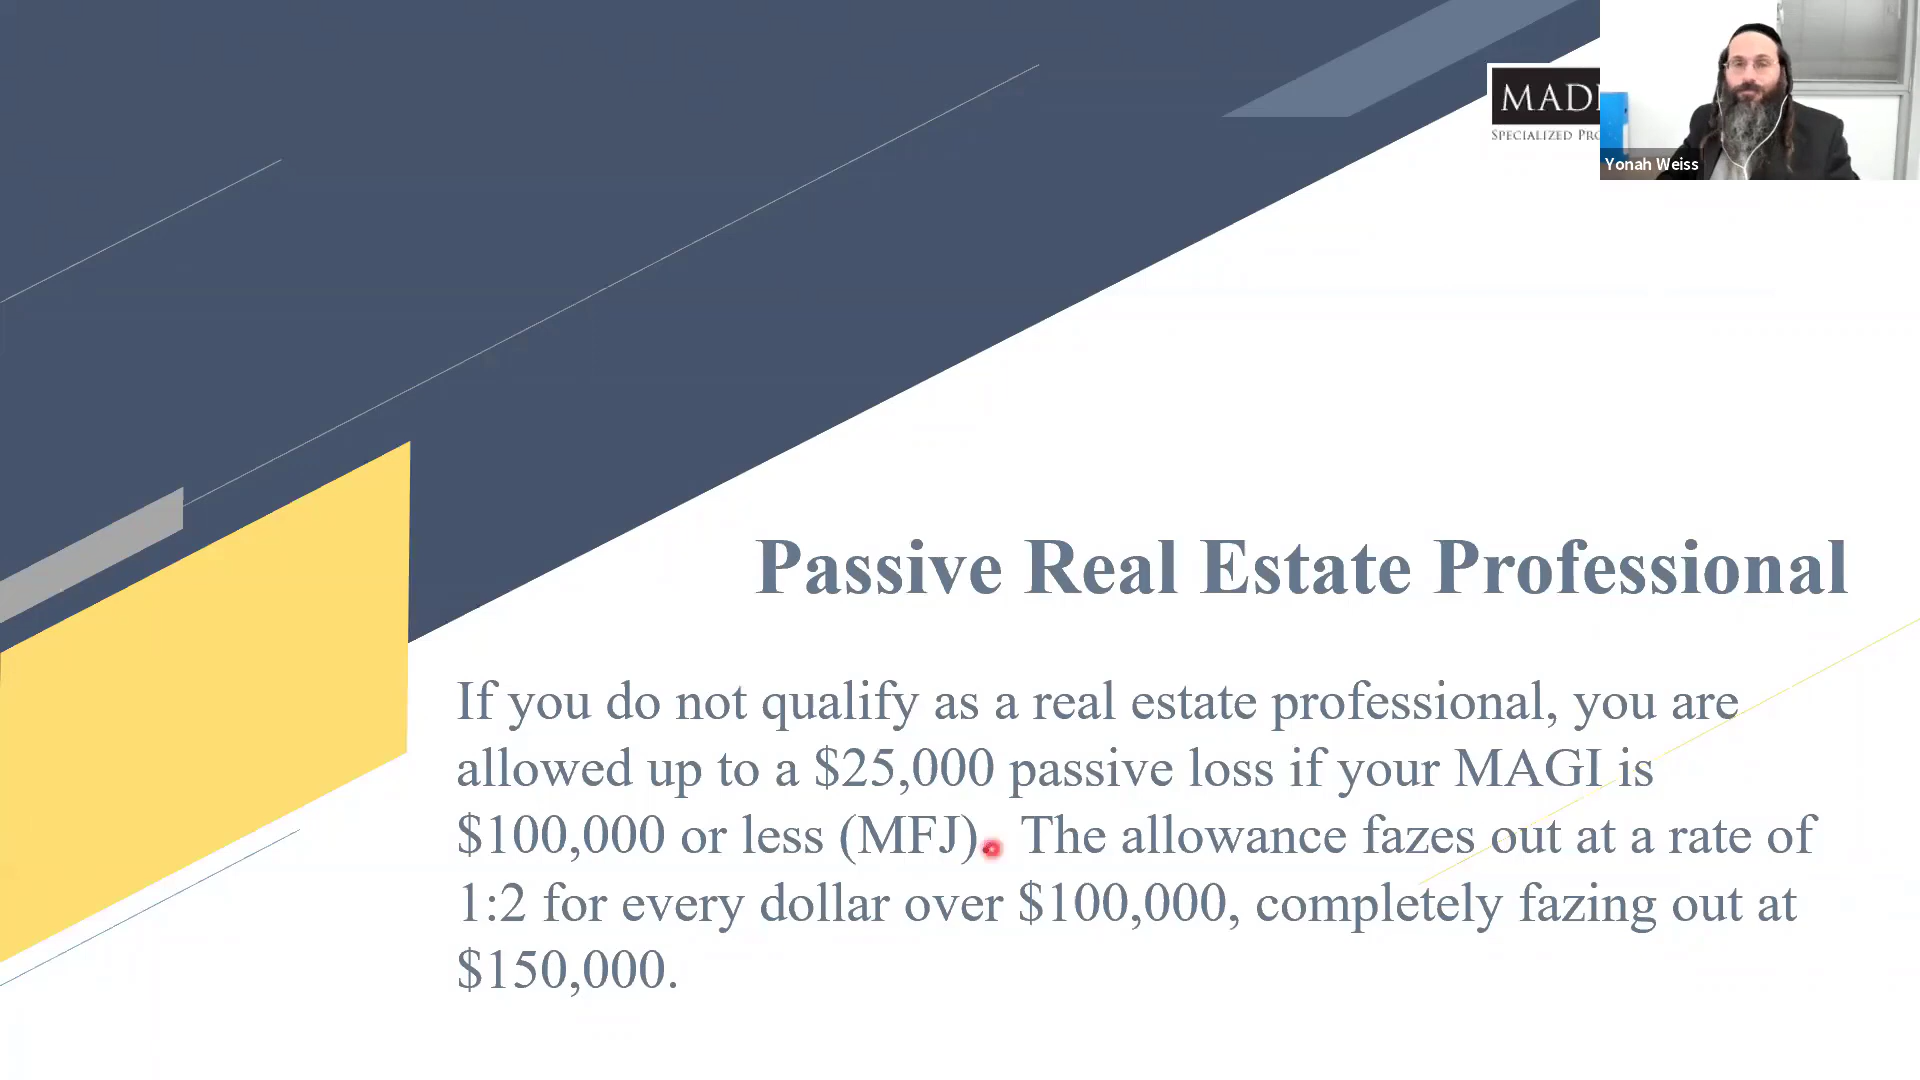 MAD
SPECIALIZED PRO
Yonah Weiss
Passive Real Estate Professional
If you do not qualify as a real estate professional, you are
allowed up to a $25,000 passive loss if your MAGI is
$100,000 or less (MFJ). The allowance fazes out at a rate of
1:2 for every dollar over $100,000, completely fazing out at
$150,000.